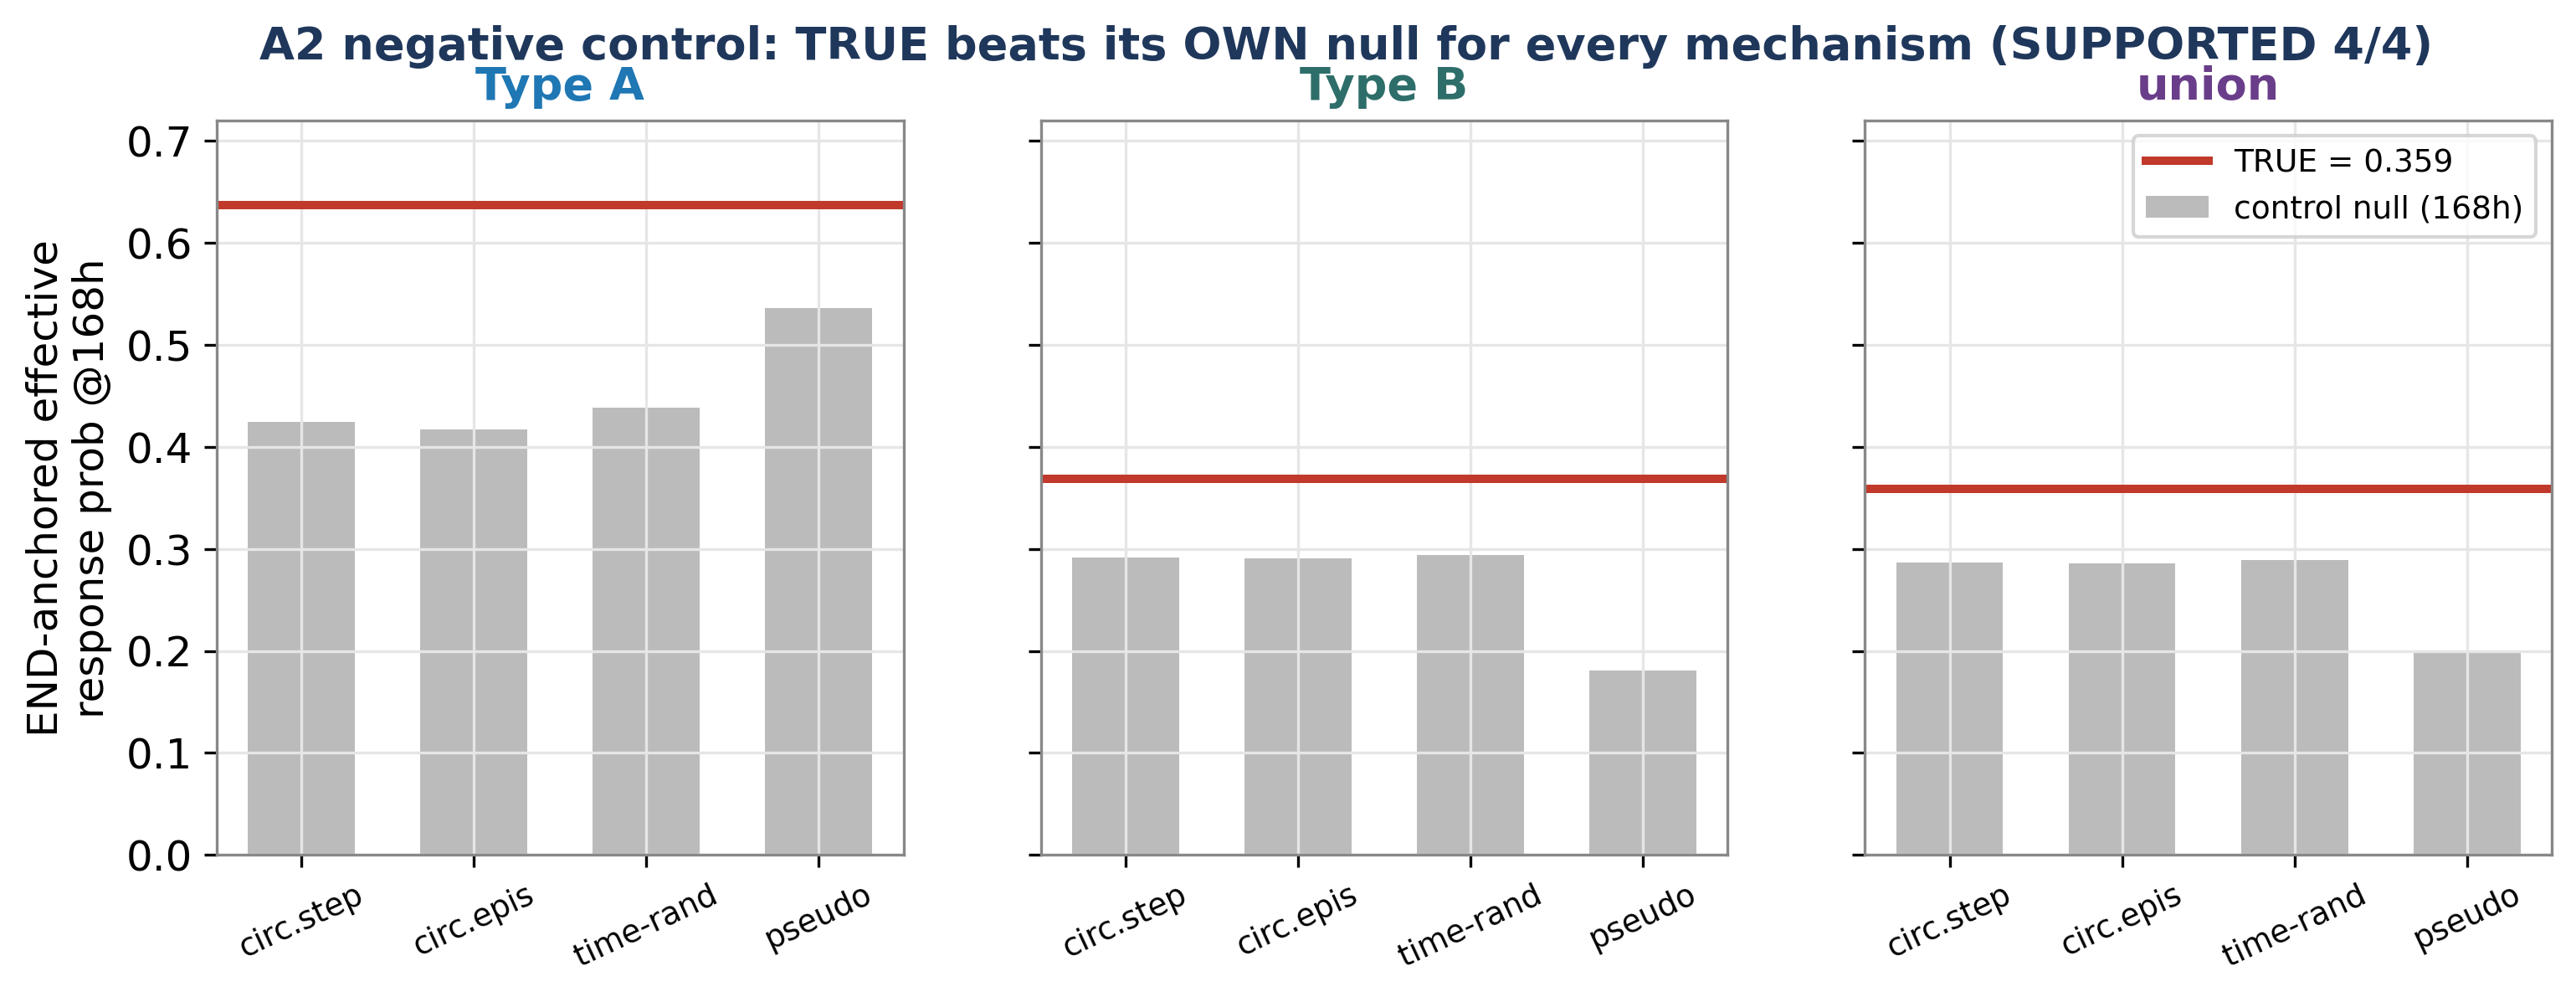 A2 negative control: TRUE beats its OWN null for every mechanism (SUPPORTED 4/4)
Type A
Type B
union
END-anchored effective
response prob @168h
0.7
0.6
0.5
0.4
0.3
0.2
0.1
0.0
TRUE = 0.359
control null (168h)
circ.step
circ.epis
time-rand
pseudo
circ.step
circ.epis
time-rand
pseudo
circ.step
circ.epis
time-rand
pseudo